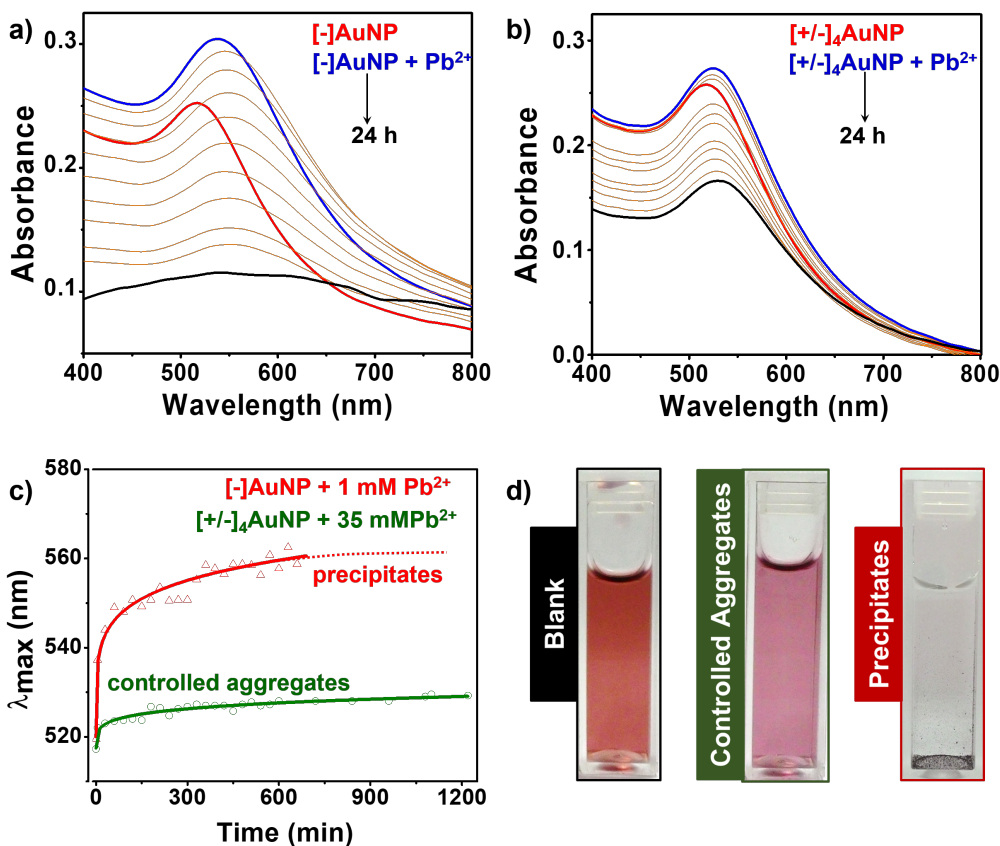 a)
[-]AuNP
[-]AuNP + Pb²⁺
24 h
0.3
0.2
0.1
Absorbance
400 500 600 700 800
Wavelength (nm)
b)
[+/-]₄AuNP
[+/-]₄AuNP + Pb²⁺
24 h
0.3
0.2
0.1
0.0
Absorbance
400 500 600 700 800
Wavelength (nm)
c)
[-]AuNP + 1 mM Pb²⁺
[+/-]₄AuNP + 35 mMPb²⁺
precipitates
controlled aggregates
580
560
540
520
λmax (nm)
0 300 600 900 1200
Time (min)
d)
Blank
Controlled Aggregates
Precipitates